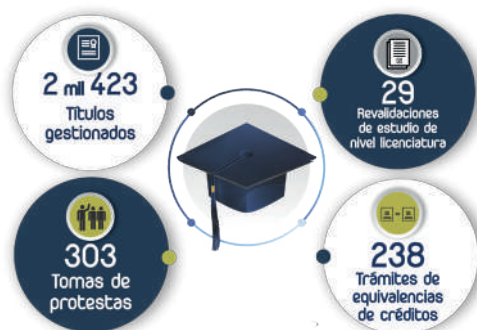 2 mil 423
Títulos
gestionados
29
Revalidaciones
de estudio de
nivel licenciatura
303
Tomas de
protestas
238
Trámites de
equivalencias
de créditos